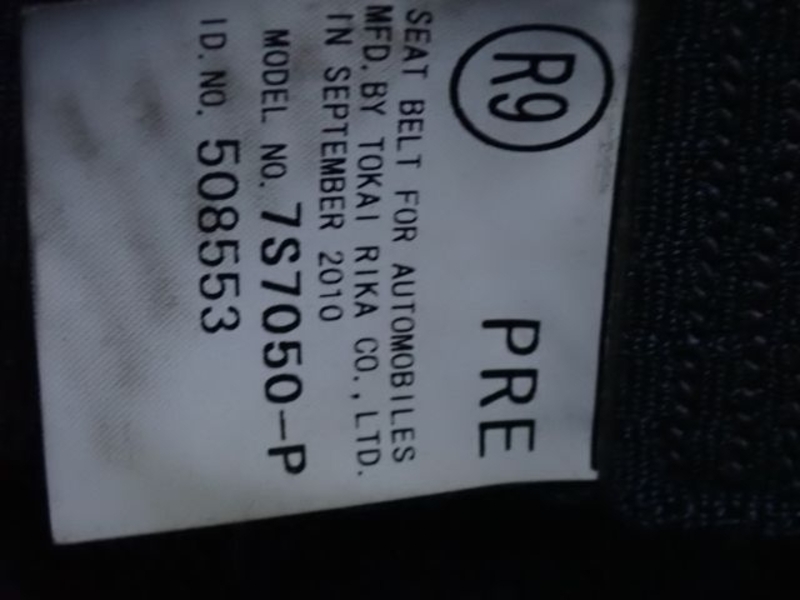 R9 PRE
SEAT BELT FOR AUTOMOBILES
MFD. BY TOKAI RIKA CO., LTD.
IN SEPTEMBER 2010
MODEL NO. 7S7050-P
ID. NO. 508553